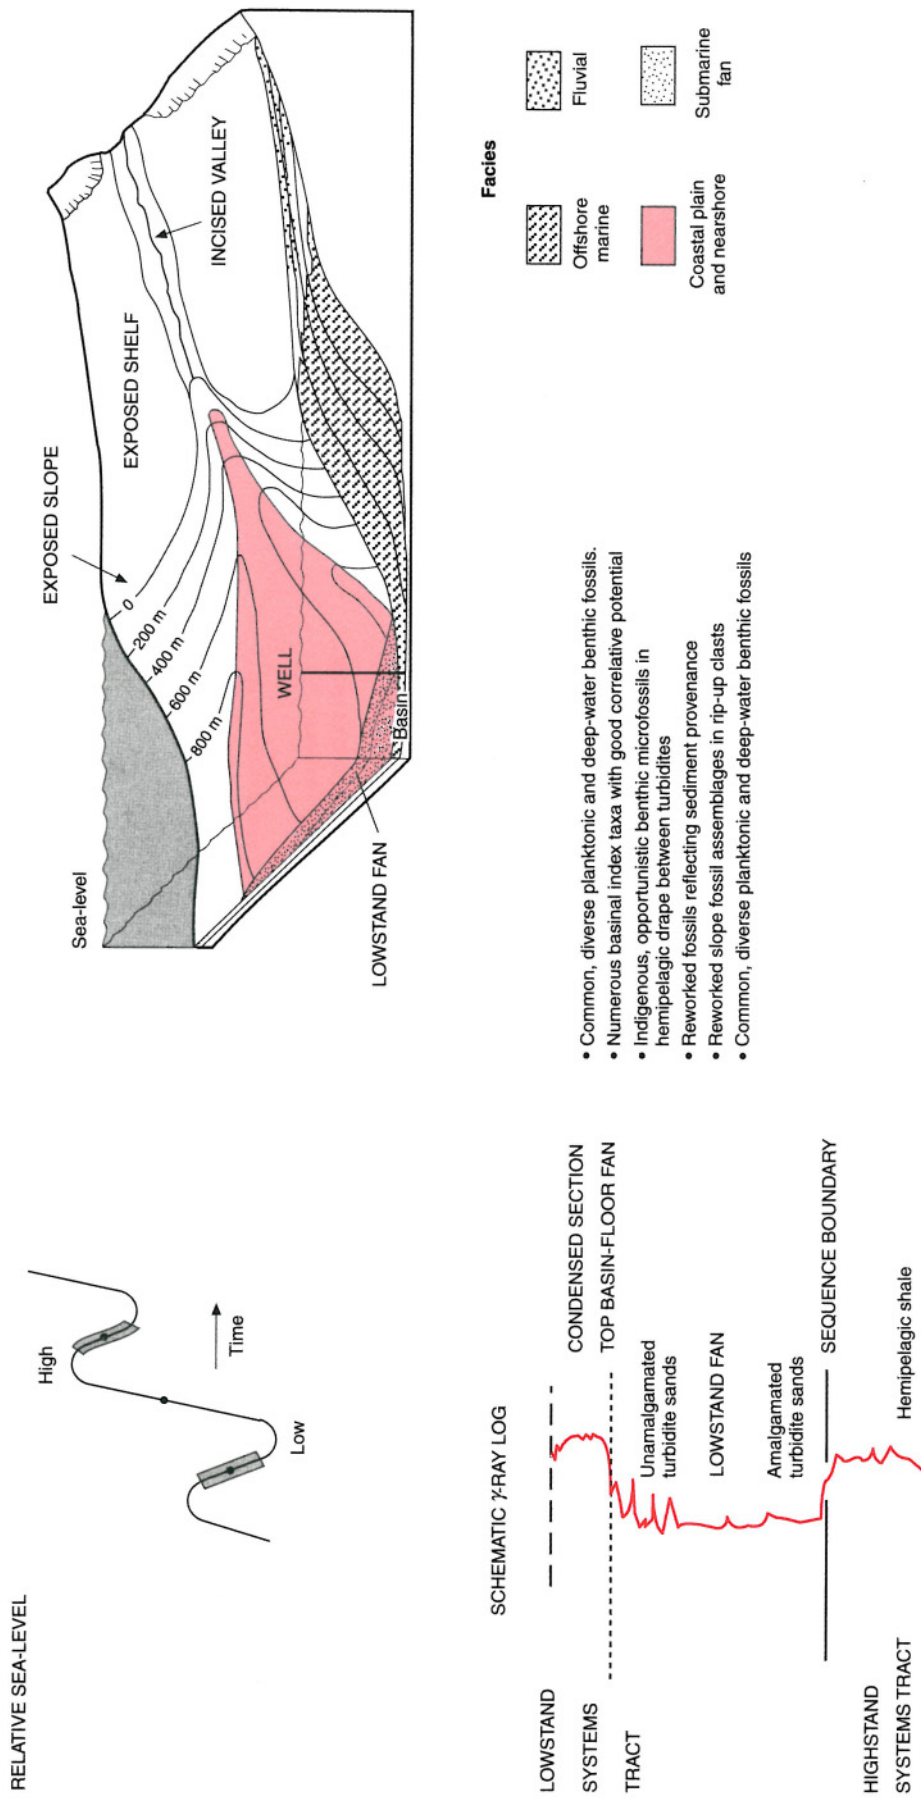 RELATIVE SEA-LEVEL
High
Low
Time
Sea-level
EXPOSED SLOPE
EXPOSED SHELF
INCISED VALLEY
0
200 m
400 m
600 m
800 m
WELL
Basin
LOWSTAND FAN
SCHEMATIC γ-RAY LOG
LOWSTAND
SYSTEMS
TRACT
HIGHSTAND
SYSTEMS TRACT
CONDENSED SECTION
TOP BASIN-FLOOR FAN
Unamalgamated
turbidite sands
LOWSTAND FAN
Amalgamated
turbidite sands
SEQUENCE BOUNDARY
Hemipelagic shale
• Common, diverse planktonic and deep-water benthic fossils.
• Numerous basinal index taxa with good correlative potential
• Indigenous, opportunistic benthic microfossils in
hemipelagic drape between turbidites
• Reworked fossils reflecting sediment provenance
• Reworked slope fossil assemblages in rip-up clasts
• Common, diverse planktonic and deep-water benthic fossils
Facies
Offshore
marine
Fluvial
Coastal plain
and nearshore
Submarine
fan